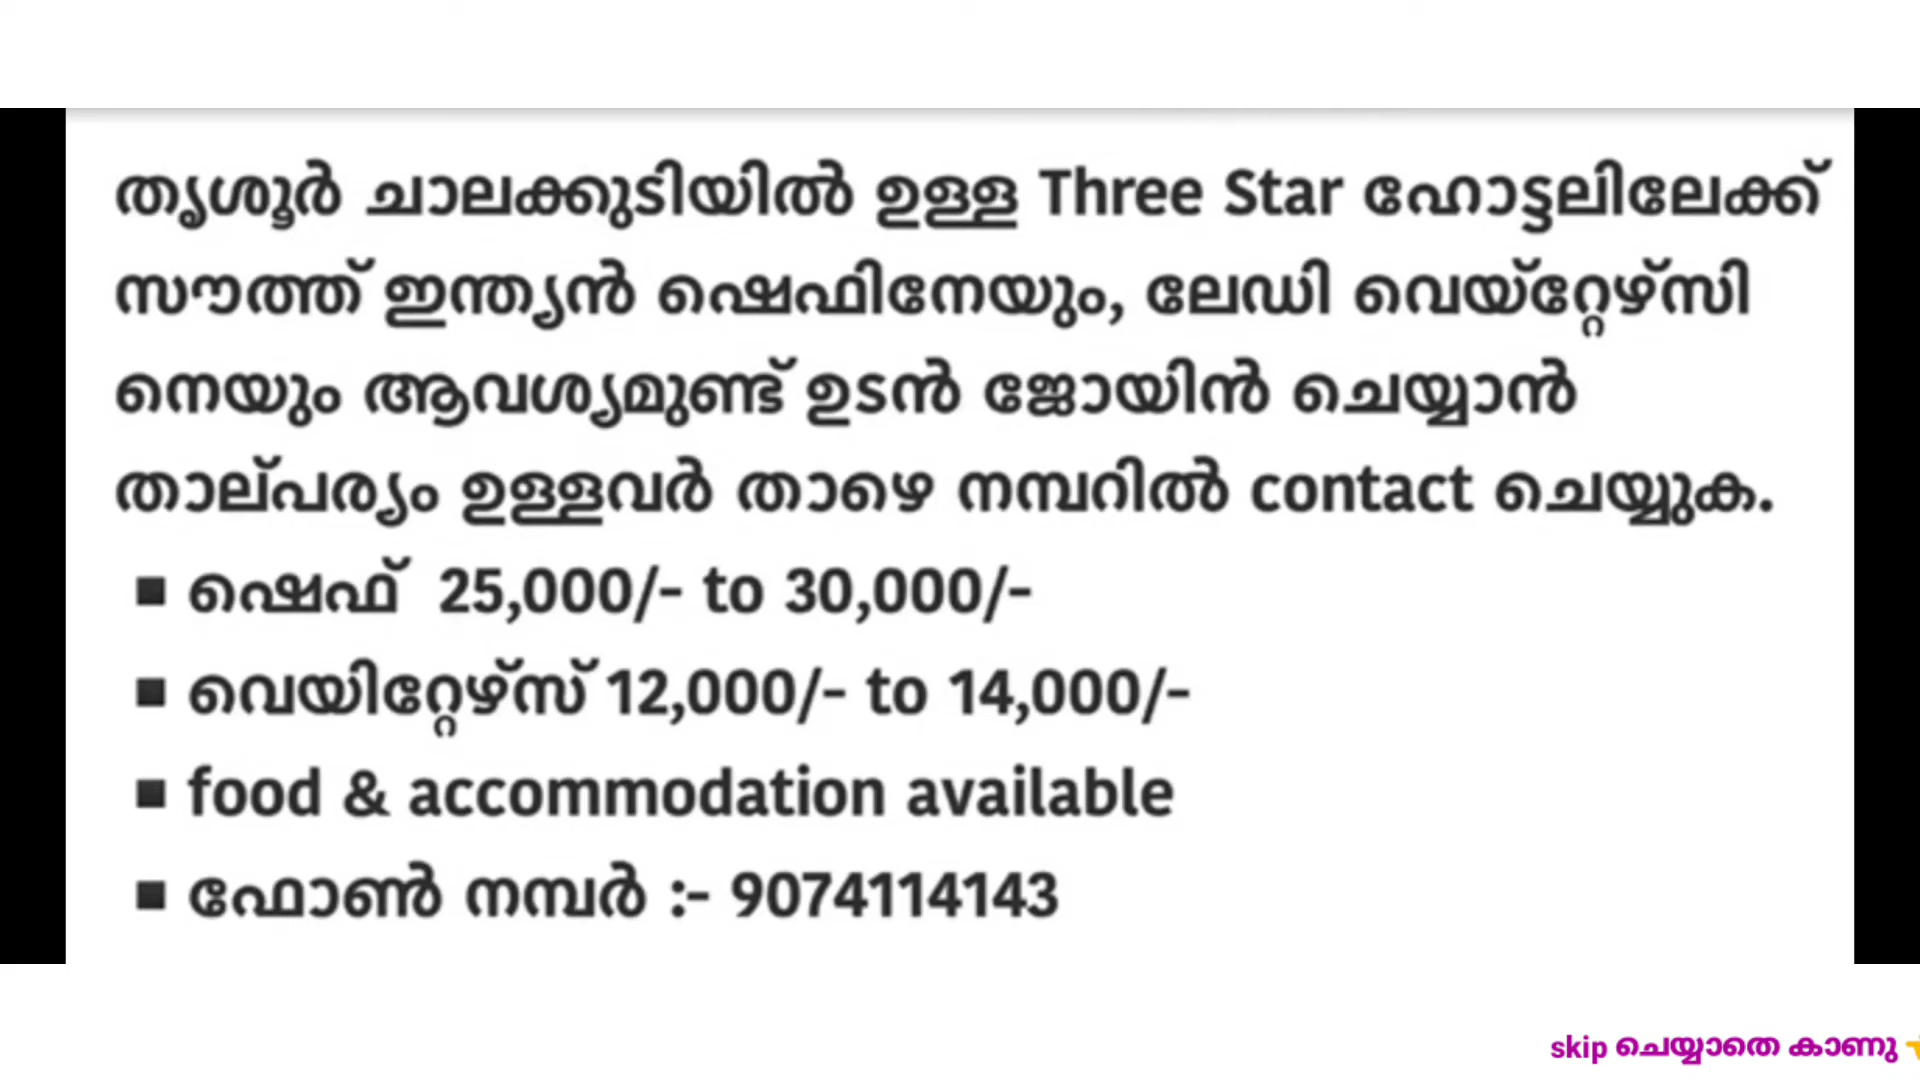 തൃശൂർ ചാലക്കുടിയിൽ ഉള്ള Three Star ഹോട്ടലിലേക്ക്
സൗത്ത് ഇന്ത്യൻ ഷെഫിനേയും, ലേഡി വെയ്റ്റേഴ്സി
നെയും ആവശ്യമുണ്ട് ഉടൻ ജോയിൻ ചെയ്യാൻ
താല്പര്യം ഉള്ളവർ താഴെ നമ്പറിൽ contact ചെയ്യുക.
▪ ഷെഫ് 25,000/- to 30,000/-
▪ വെയിറ്റേഴ്സ് 12,000/- to 14,000/-
▪ food & accommodation available
▪ ഫോൺ നമ്പർ :- 9074114143
skip ചെയ്യാതെ കാണു